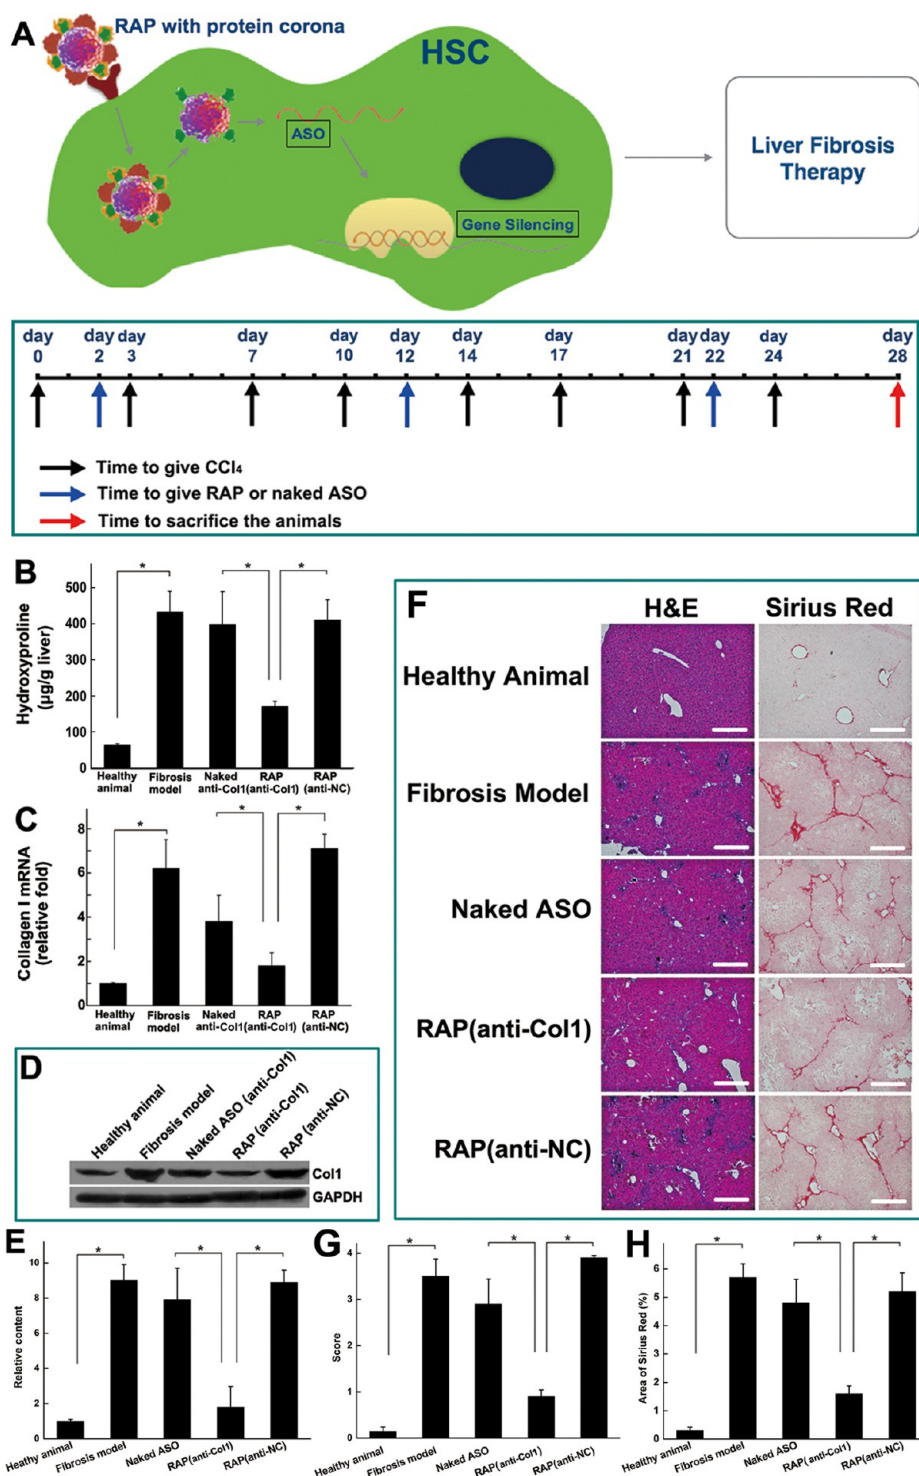 A
RAP with protein corona
HSC
ASO
Gene Silencing
Liver Fibrosis
Therapy
day day day day day day day day day day day day
0 2 3 7 10 12 14 17 21 22 24 28
Time to give CCl₄
Time to give RAP or naked ASO
Time to sacrifice the animals
B
Hydroxyproline
(μg/g liver)
500
400
300
200
100
0
* * *
Healthy animal
Fibrosis model
Naked anti-Col1
RAP (anti-Col1)
RAP (anti-NC)
C
Collagen I mRNA
(relative fold)
8
6
4
2
0
* * *
Healthy animal
Fibrosis model
Naked anti-Col1
RAP (anti-Col1)
RAP (anti-NC)
D
Healthy animal
Fibrosis model
Naked ASO (anti-Col1)
RAP (anti-Col1)
RAP (anti-NC)
Col1
GAPDH
F
H&E Sirius Red
Healthy Animal
Fibrosis Model
Naked ASO
RAP(anti-Col1)
RAP(anti-NC)
E
Relative content
10
8
6
4
2
0
* * *
Heathy animal
Fibrosis model
Naked ASO
RAP(anti-Col1)
RAP(anti-NC)
G
Score
4
3
2
1
0
* * *
Healthy animal
Fibrosis model
Naked ASO
RAP(anti-Col1)
RAP(anti-NC)
H
Area of Sirius Red (%)
6
5
4
3
2
1
0
* * *
Healthy animal
Fibrosis model
Naked ASO
RAP(anti-Col1)
RAP(anti-NC)